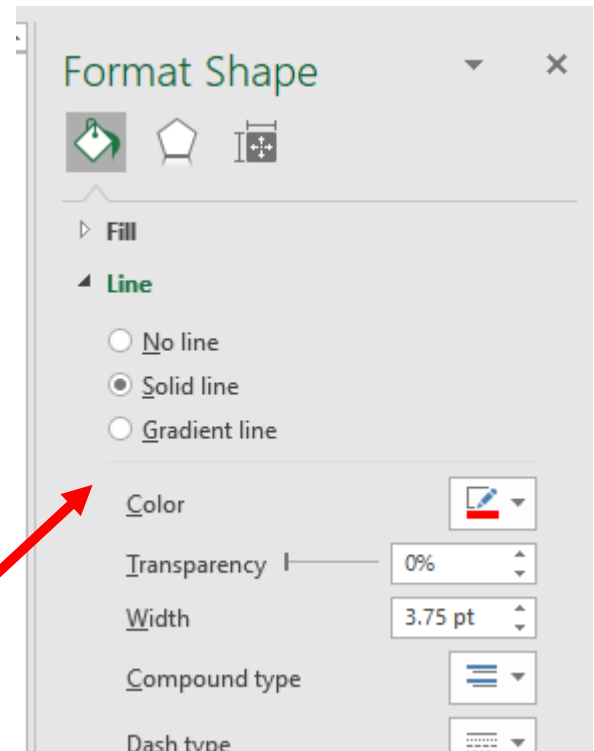 Format Shape
Fill
Line
No line
Solid line
Gradient line
Color
Transparency 0%
Width 3.75 pt
Compound type
Dash type